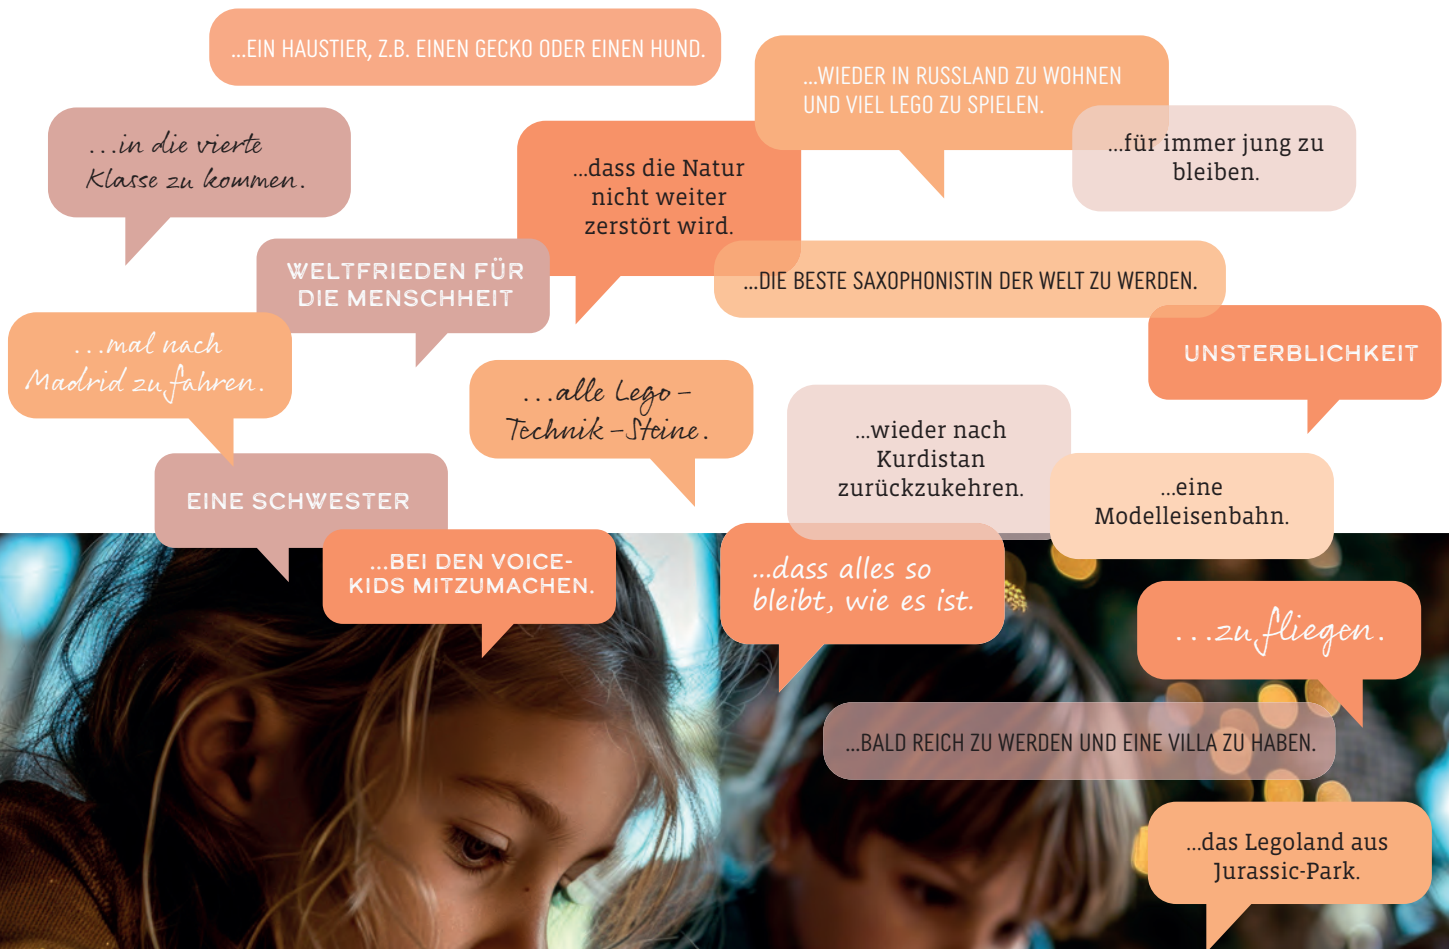 ...EIN HAUSTIER, Z.B. EINEN GECKO ODER EINEN HUND.
...WIEDER IN RUSSLAND ZU WOHNEN
UND VIEL LEGO ZU SPIELEN.
...in die vierte
Klasse zu kommen.
...dass die Natur
nicht weiter
zerstört wird.
...für immer jung zu
bleiben.
WELTFRIEDEN FÜR
DIE MENSCHHEIT
...DIE BESTE SAXOPHONISTIN DER WELT ZU WERDEN.
...mal nach
Madrid zu fahren.
UNSTERBLICHKEIT
...alle Lego-
Technik-Steine.
...wieder nach
Kurdistan
zurückzukehren.
EINE SCHWESTER
...eine
Modelleisenbahn.
...BEI DEN VOICE-
KIDS MITZUMACHEN.
...dass alles so
bleibt, wie es ist.
...zu fliegen.
...BALD REICH ZU WERDEN UND EINE VILLA ZU HABEN.
...das Legoland aus
Jurassic-Park.